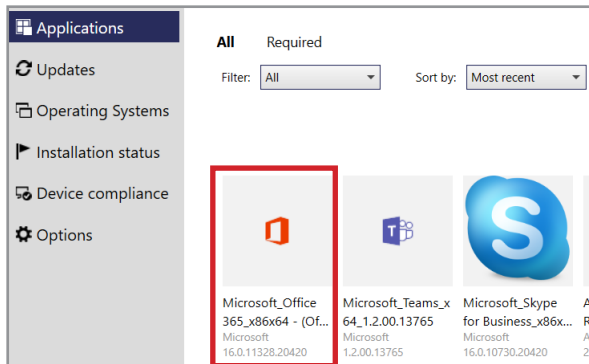 Applications
Updates
Operating Systems
Installation status
Device compliance
Options
All Required
Filter: All Sort by: Most recent
Microsoft_Office
365_x86x64 - (Of...
Microsoft
16.0.11328.20420
Microsoft_Teams_x
64_1.2.00.13765
Microsoft
1.2.00.13765
Microsoft_Skype
for Business_x86x...
Microsoft
16.0.10730.20420
A
R
A
2